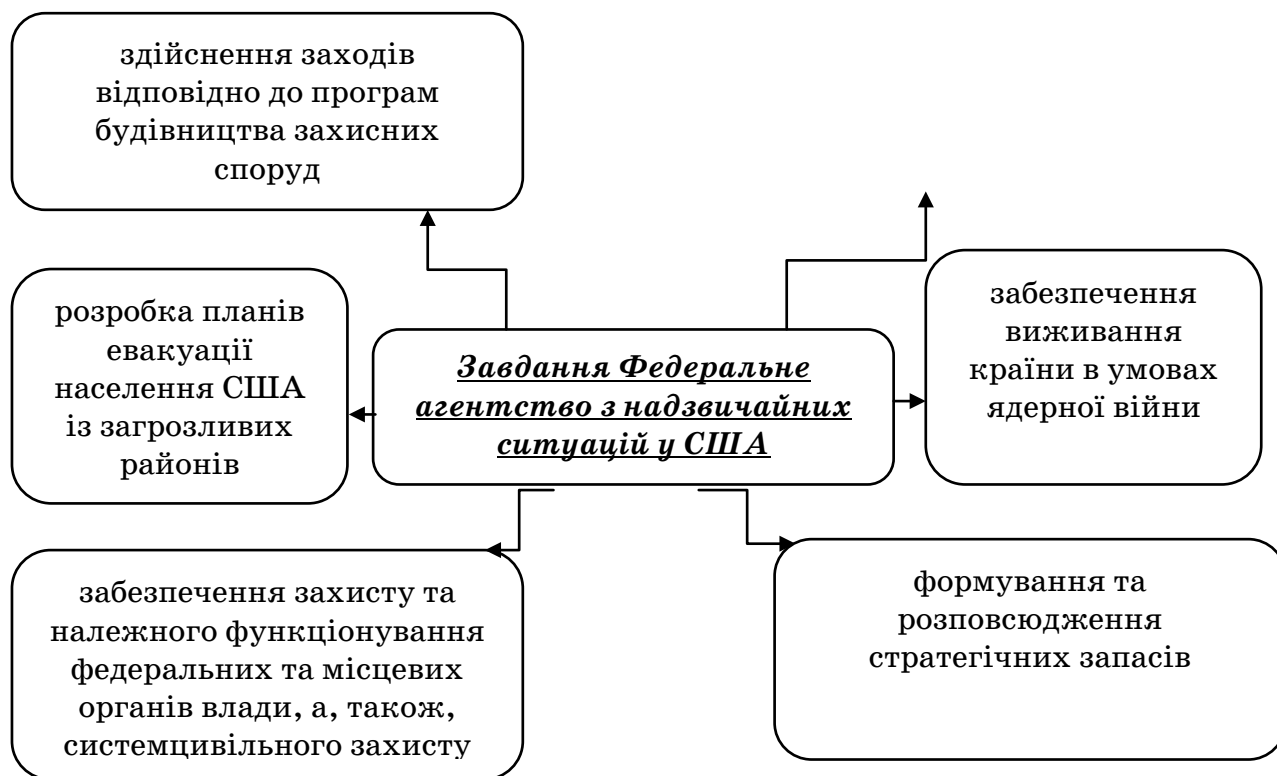 здійснення заходів
відповідно до програм
будівництва захисних
споруд
розробка планів
евакуації
населення США
із загрозливих
районів
Завдання Федеральне
агентство з надзвичайних
ситуацій у США
забезпечення
виживання
країни в умовах
ядерної війни
забезпечення захисту та
належного функціонування
федеральних та місцевих
органів влади, а, також,
системцивільного захисту
формування та
розповсюдження
стратегічних запасів